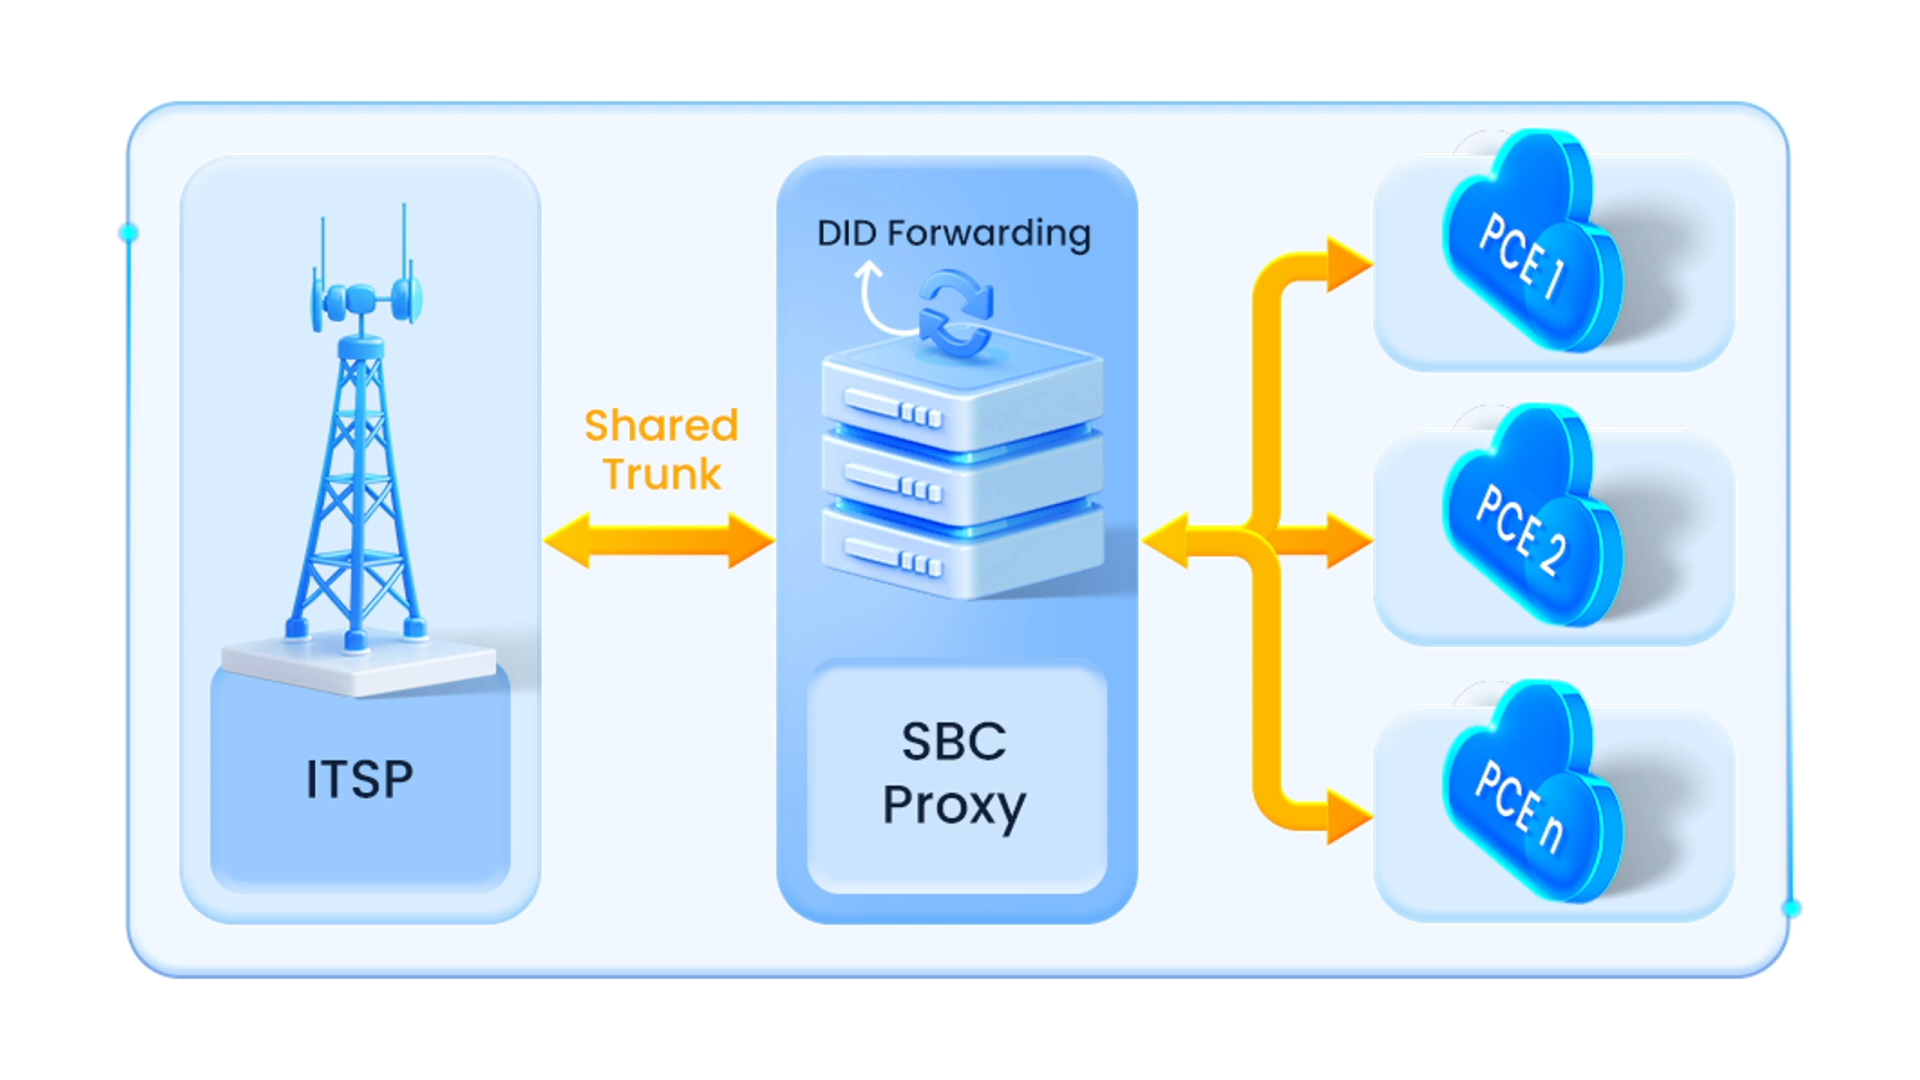 ITSP
Shared
Trunk
DID Forwarding
SBC
Proxy
PCE 1
PCE 2
PCE n